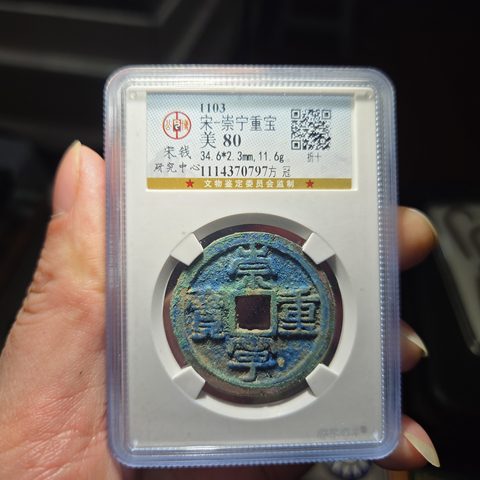 1103
宋-崇宁重宝
美 80
宋钱
34.6*2.3mm,11.6g
折十
研究中心
1114370797方 冠
★ 文物鉴定委员会监制 ★
崇
寳 重
寧